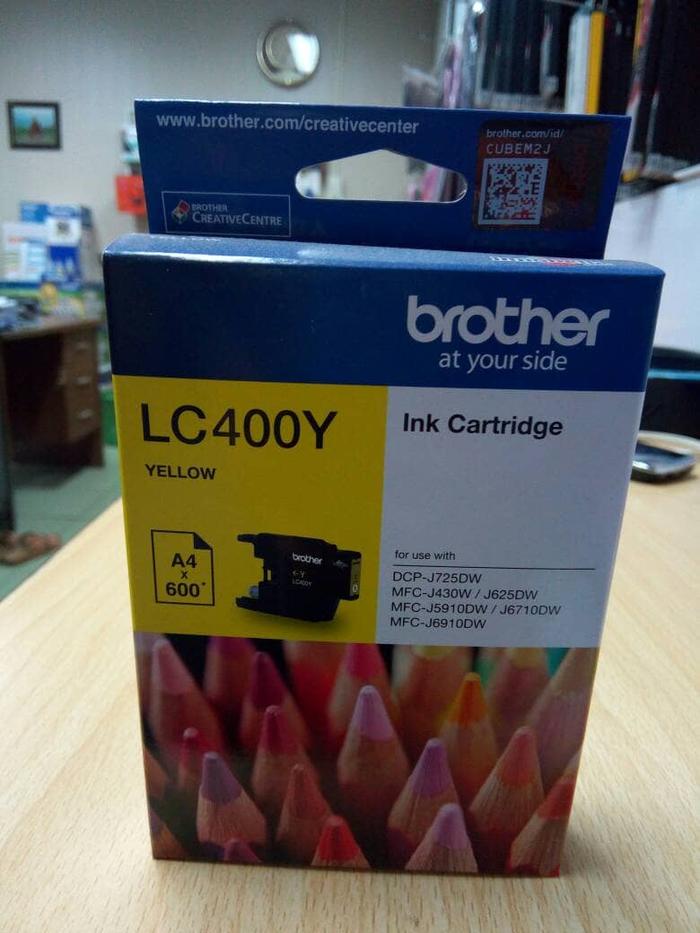 www.brother.com/creativecenter
brother.com/id/
CUBEM2J
BROTHER
CREATIVECENTRE
brother
at your side
LC400Y
YELLOW
Ink Cartridge
A4
x
600*
brother
Y
LC400Y
for use with
DCP-J725DW
MFC-J430W / J625DW
MFC-J5910DW / J6710DW
MFC-J6910DW